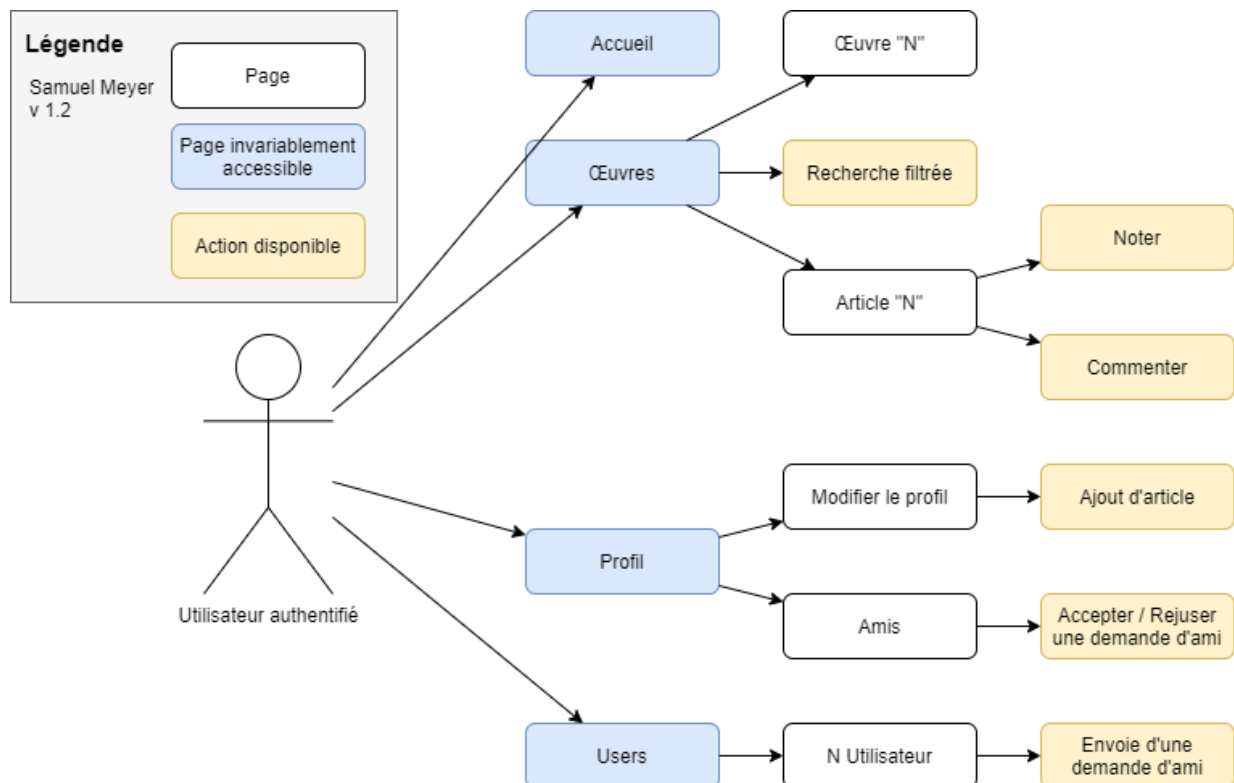 Légende
Samuel Meyer
v 1.2
Page
Page invariablement
accessible
Action disponible
Accueil
Œuvre "N"
Œuvres
Recherche filtrée
Noter
Article "N"
Commenter
Modifier le profil
Ajout d'article
Profil
Utilisateur authentifié
Amis
Accepter / Rejuser
une demande d'ami
Users
N Utilisateur
Envoie d'une
demande d'ami